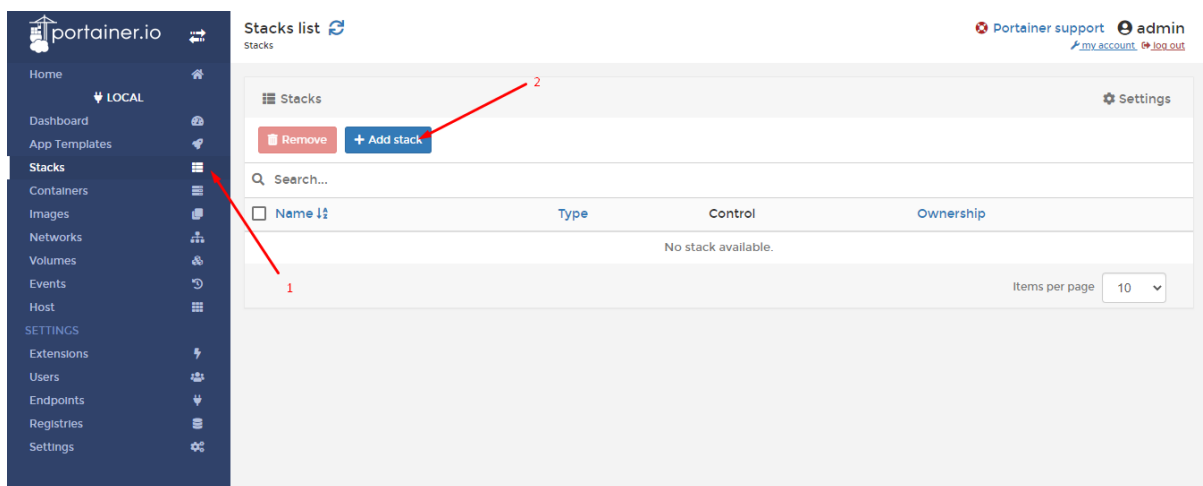 portainer.io
Home
LOCAL
Dashboard
App Templates
Stacks
Containers
Images
Networks
Volumes
Events
Host
SETTINGS
Extensions
Users
Endpoints
Registries
Settings
Stacks list
Stacks
Portainer support admin
my account log out
Stacks Settings
Remove + Add stack
2
Search...
Name Type Control Ownership
No stack available.
Items per page 10
1